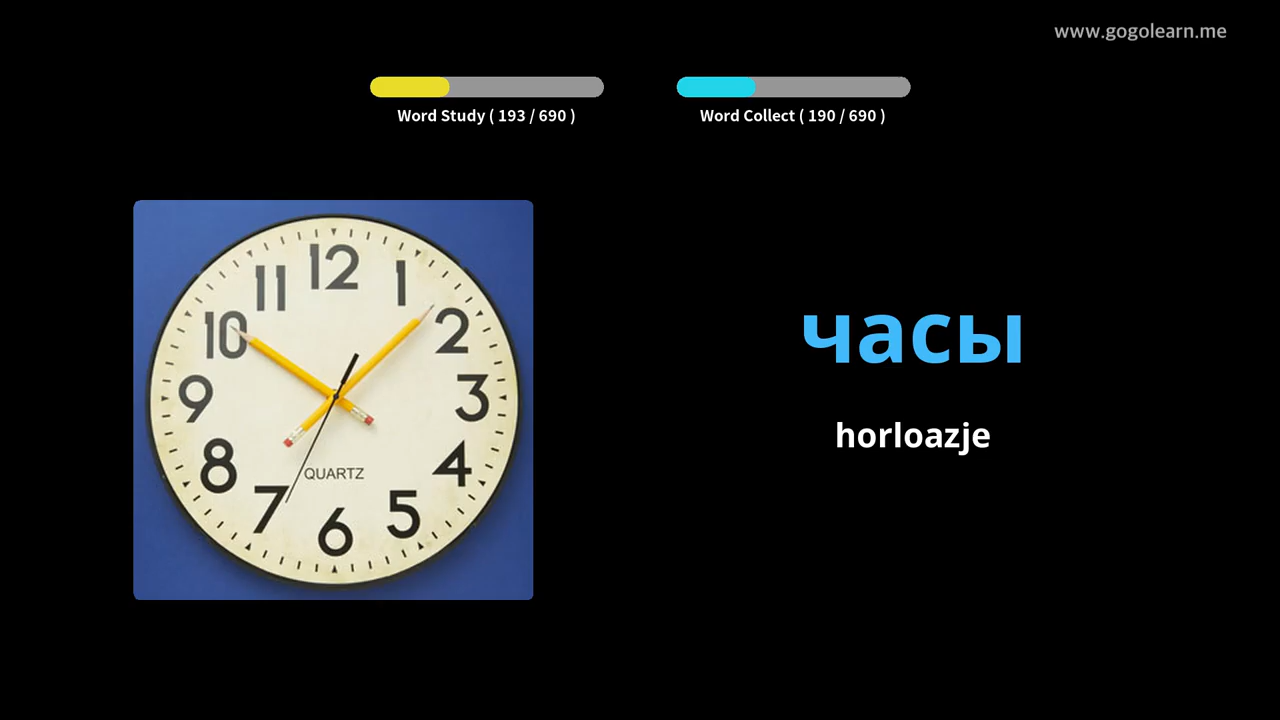 www.gogolearn.me
Word Study ( 193 / 690 )
Word Collect ( 190 / 690 )
12
11
1
10
2
9
3
8
4
QUARTZ
7
5
6
часы
horloazje